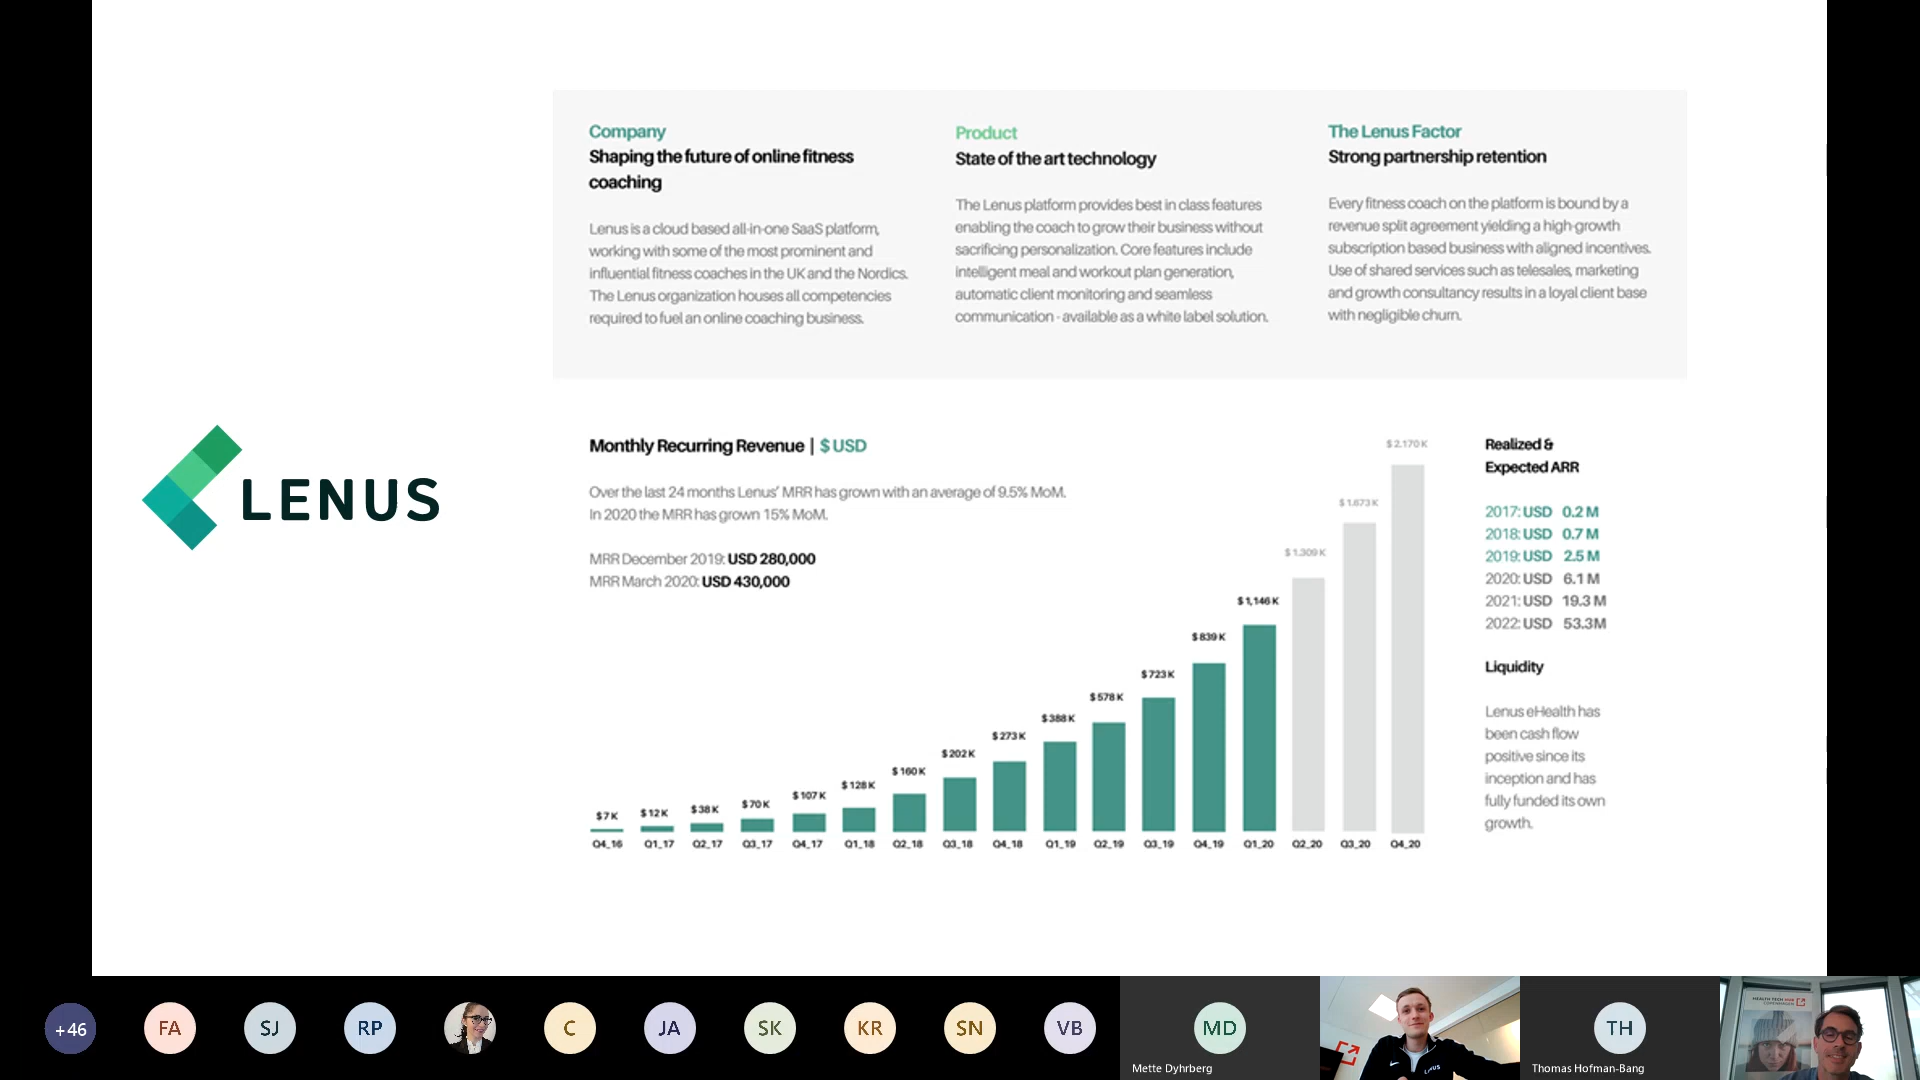 Company
Shaping the future of online fitness
coaching
Lenus is a cloud based all-in-one SaaS platform,
working with some of the most prominent and
influential fitness coaches in the UK and the Nordics.
The Lenus organization houses all competencies
required to fuel an online coaching business.
Product
State of the art technology
The Lenus platform provides best in class features
enabling the coach to grow their business without
sacrificing personalization. Core features include
intelligent meal and workout plan generation,
automatic client monitoring and seamless
communication - available as a white label solution.
The Lenus Factor
Strong partnership retention
Every fitness coach on the platform is bound by a
revenue split agreement yielding a high-growth
subscription based business with aligned incentives.
Use of shared services such as telesales, marketing
and growth consultancy results in a loyal client base
with negligible churn.
LENUS
Monthly Recurring Revenue | $ USD
Over the last 24 months Lenus' MRR has grown with an average of 9.5% MoM.
In 2020 the MRR has grown 15% MoM.
MRR December 2019: USD 280,000
MRR March 2020: USD 430,000
$ 7 K
$ 12 K
$ 38 K
$ 70 K
$ 107 K
$ 128 K
$ 160 K
$ 202 K
$ 273 K
$ 388 K
$ 578 K
$ 723 K
$ 839 K
$ 1,146 K
$ 1.309 K
$ 1.673 K
$ 2.170 K
Q4_16
Q1_17
Q2_17
Q3_17
Q4_17
Q1_18
Q2_18
Q3_18
Q4_18
Q1_19
Q2_19
Q3_19
Q4_19
Q1_20
Q2_20
Q3_20
Q4_20
Realized &
Expected ARR
2017: USD 0.2 M
2018: USD 0.7 M
2019: USD 2.5 M
2020: USD 6.1 M
2021: USD 19.3 M
2022: USD 53.3M
Liquidity
Lenus eHealth has
been cash flow
positive since its
inception and has
fully funded its own
growth.
+46
FA
SJ
RP
C
JA
SK
KR
SN
VB
MD
Mette Dyhrberg
TH
Thomas Hofman-Bang
HEALTH TECH HUB